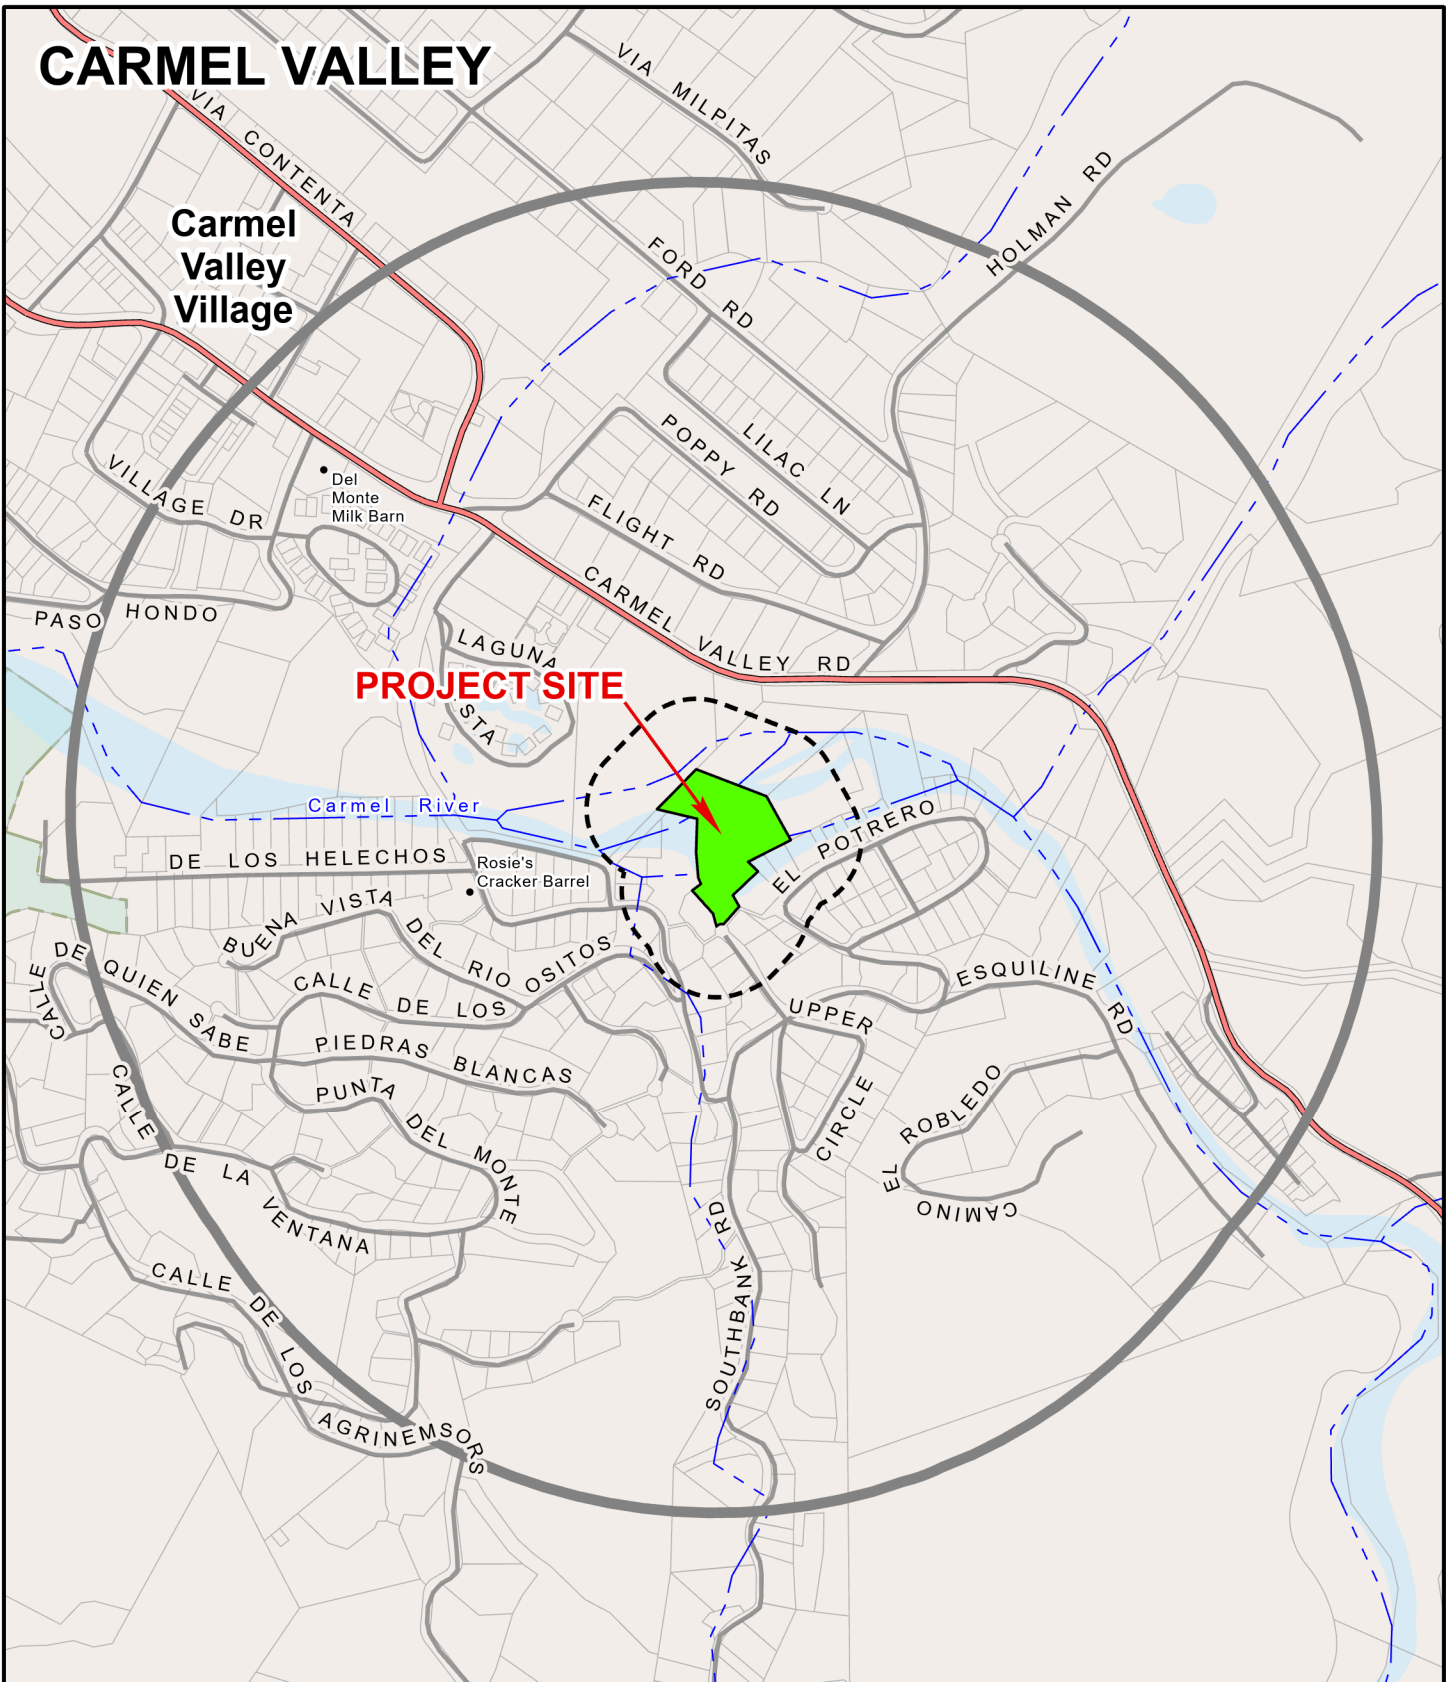 CARMEL VALLEY
VIA CONTENTA
VIA MILPITAS
HOLMAN RD
Carmel
Valley
Village
FORD RD
LILAC LN
POPPY RD
FLIGHT RD
VILLAGE DR
Del
Monte
Milk Barn
CARMEL VALLEY RD
PASO HONDO
LAGUNA
PROJECT SITE
STA
Carmel River
EL POTRERO
DE LOS HELECHOS
Rosie's
Cracker Barrel
BUENA VISTA
DEL RIO
CALLE DE LOS OSITOS
CALLE
DE QUIEN SABE
ESQUILINE RD
UPPER
CIRCLE
PIEDRAS BLANCAS
PUNTA DEL MONTE
EL ROBLEDO
CAMINO
CALLE
DE LA VENTANA
SOUTHBANK RD
CALLE DE LOS AGRINEMSORS